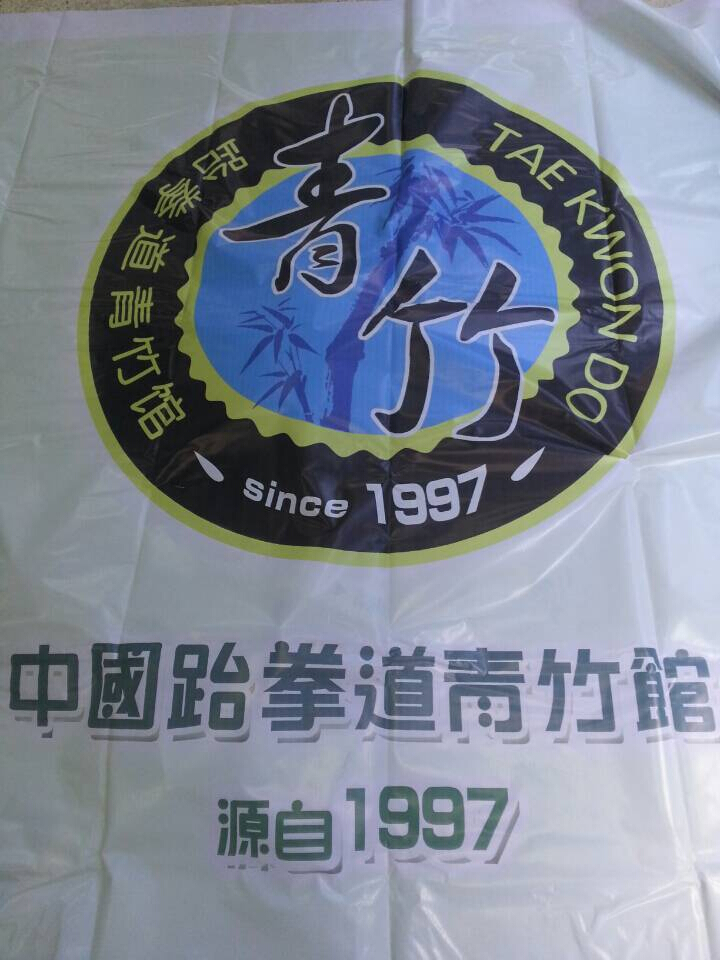 跆拳道青竹馆
TAE KWON DO
青竹
since 1997
中國跆拳道青竹館
源自1997